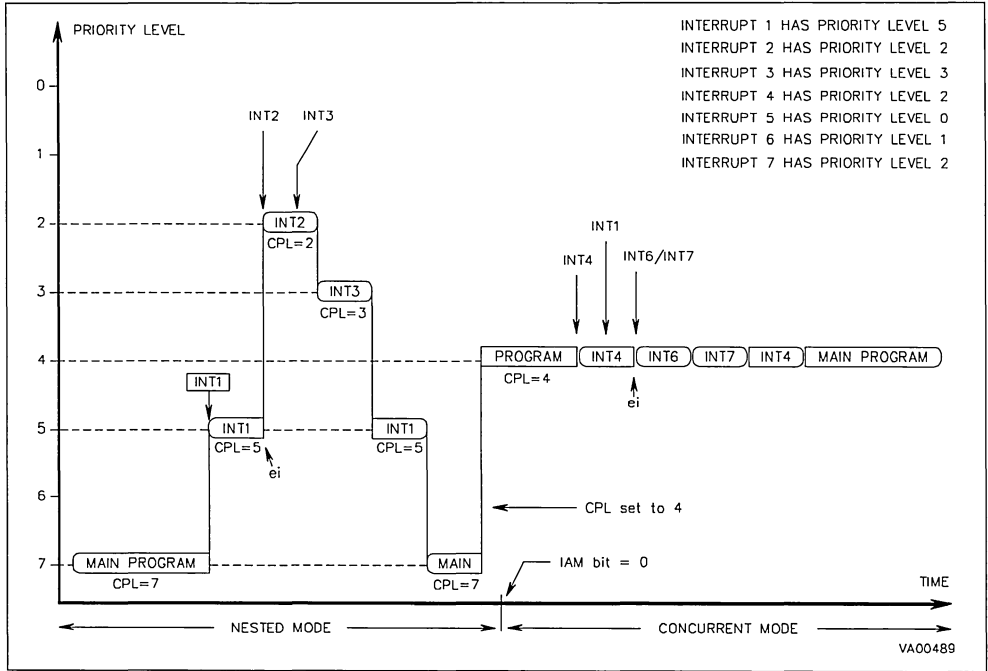 PRIORITY LEVEL
INTERRUPT 1 HAS PRIORITY LEVEL 5
INTERRUPT 2 HAS PRIORITY LEVEL 2
INTERRUPT 3 HAS PRIORITY LEVEL 3
INTERRUPT 4 HAS PRIORITY LEVEL 2
INTERRUPT 5 HAS PRIORITY LEVEL 0
INTERRUPT 6 HAS PRIORITY LEVEL 1
INTERRUPT 7 HAS PRIORITY LEVEL 2
0
INT2 INT3
1
2 INT2
CPL=2
INT1
INT4 INT6/INT7
3 INT3
CPL=3
4 PROGRAM INT4 INT6 INT7 INT4 MAIN PROGRAM
CPL=4
ei
INT1
5 INT1 INT1
CPL=5 CPL=5
ei
6
CPL set to 4
7 MAIN PROGRAM MAIN
CPL=7 CPL=7
IAM bit = 0
TIME
NESTED MODE CONCURRENT MODE
VA00489